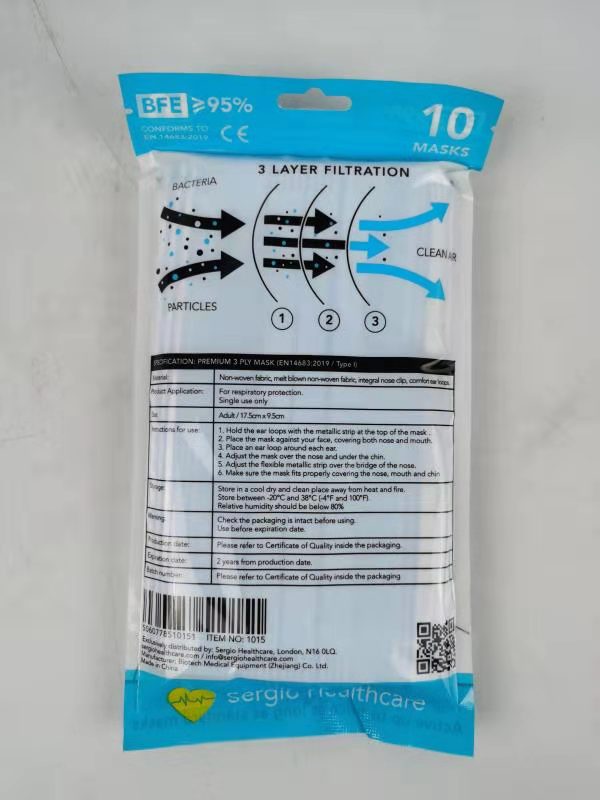 BFE ≥95%
CONFORMS TO
EN 14683:2019 CE
10
MASKS
3 LAYER FILTRATION
BACTERIA
CLEAN AIR
PARTICLES
1 2 3
SPECIFICATION: PREMIUM 3 PLY MASK (EN14683:2019 / Type I)
Material: Non-woven fabric, melt blown non-woven fabric, integral nose clip, comfort ear loops
Product Application: For respiratory protection.
Single use only
Size: Adult / 17.5cm x 9.5cm
Instructions for use: 1. Hold the ear loops with the metallic strip at the top of the mask .
2. Place the mask against your face, covering both nose and mouth.
3. Place an ear loop around each ear.
4. Adjust the mask over the nose and under the chin.
5. Adjust the flexible metallic strip over the bridge of the nose.
6. Make sure the mask fits properly covering the nose, mouth and chin
Storage: Store in a cool dry and clean place away from heat and fire.
Store between -20°C and 38°C (-4°F and 100°F)
Relative humidity should be below 80%
Warning: Check the packaging is intact before using.
Use before expiration date.
Production date: Please refer to Certificate of Quality inside the packaging.
Expiration date: 2 years from production date.
Batch number: Please refer to Certificate of Quality inside the packaging
5060778510151 ITEM NO: 1015
Exclusively distributed by: Sergio Healthcare, London, N16 0LQ.
sergiohealthcare.com / info@sergiohealthcare.com
Manufacturer: Biotech Medical Equipment (Zhejiang) Co. Ltd.
Made in China
sergio Healthcare